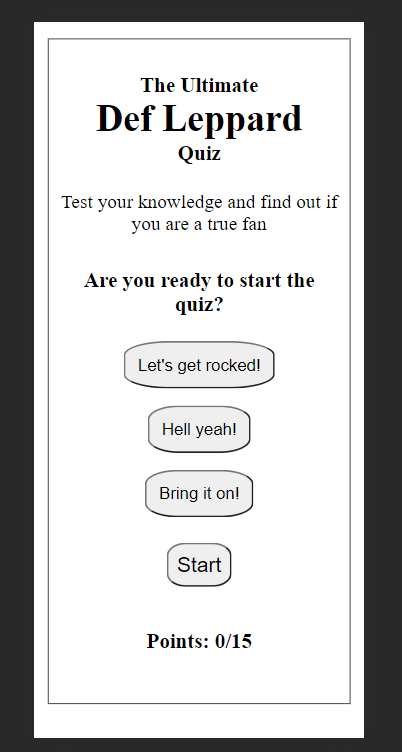 The Ultimate
Def Leppard
Quiz
Test your knowledge and find out if
you are a true fan
Are you ready to start the
quiz?
Let's get rocked!
Hell yeah!
Bring it on!
Start
Points: 0/15